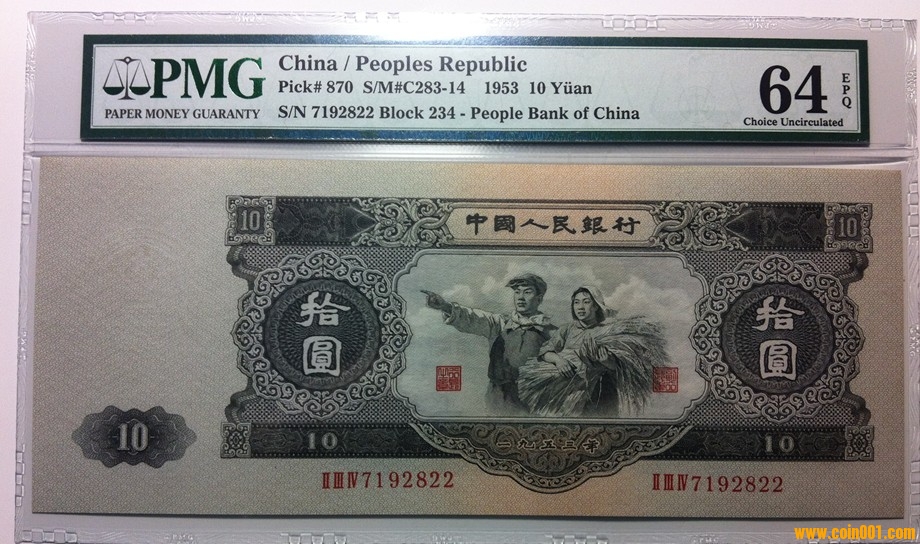 PMG
PAPER MONEY GUARANTY
China / Peoples Republic
Pick# 870 S/M#C283-14 1953 10 Yüan
S/N 7192822 Block 234 - People Bank of China
64
EPQ
Choice Uncirculated
10
中國人民銀行
10
拾圓
拾圓
10
10
一九五三年
10
ⅡⅢⅣ7192822
ⅡⅢⅣ7192822
www.coin001.com